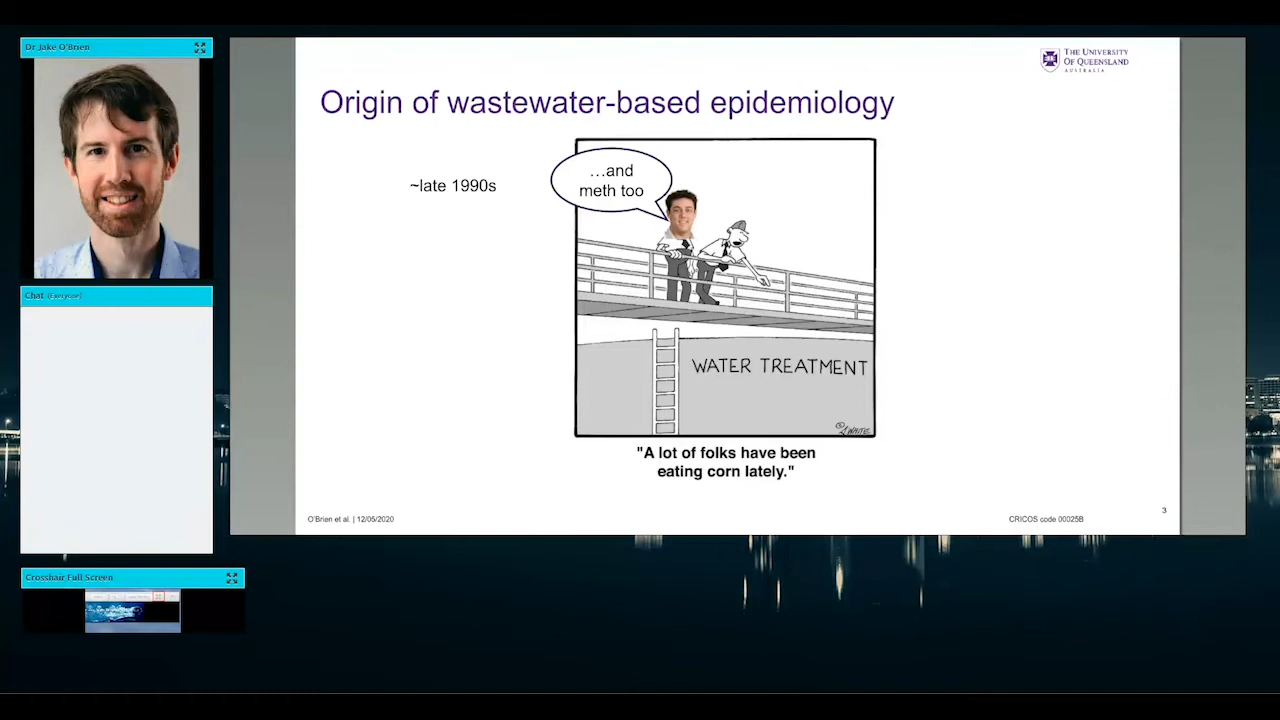 Dr Jake O'Brien
THE UNIVERSITY
OF QUEENSLAND
AUSTRALIA
Origin of wastewater-based epidemiology
~late 1990s
...and
meth too
WATER TREATMENT
"A lot of folks have been
eating corn lately."
O'Brien et al. | 12/05/2020
CRICOS code 00025B
3
Chat (Everyone)
Crosshair Full Screen